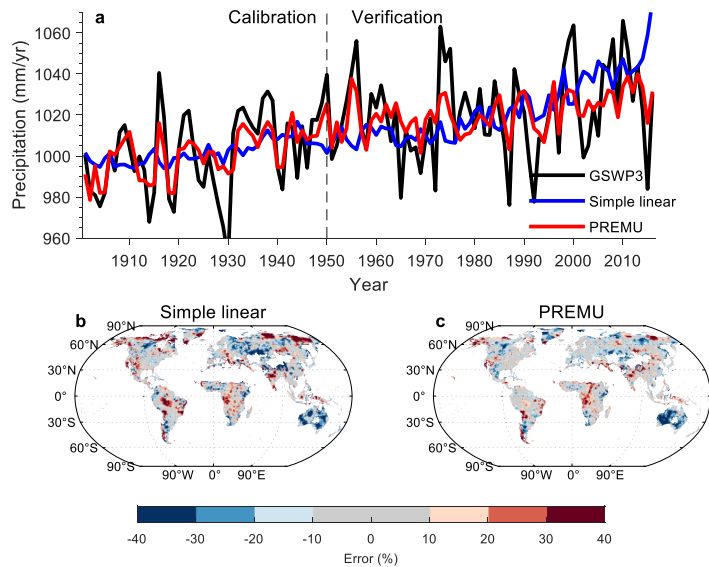 a Calibration Verification
Precipitation (mm/yr)
1060
1040
1020
1000
980
960
GSWP3
Simple linear
PREMU
1910 1920 1930 1940 1950 1960 1970 1980 1990 2000 2010
Year
b Simple linear
90°N
60°N
30°N
0°
30°S
60°S
90°S
90°W 0° 90°E
c PREMU
90°N
60°N
30°N
0°
30°S
60°S
90°S
90°W 0° 90°E
-40 -30 -20 -10 0 10 20 30 40
Error (%)